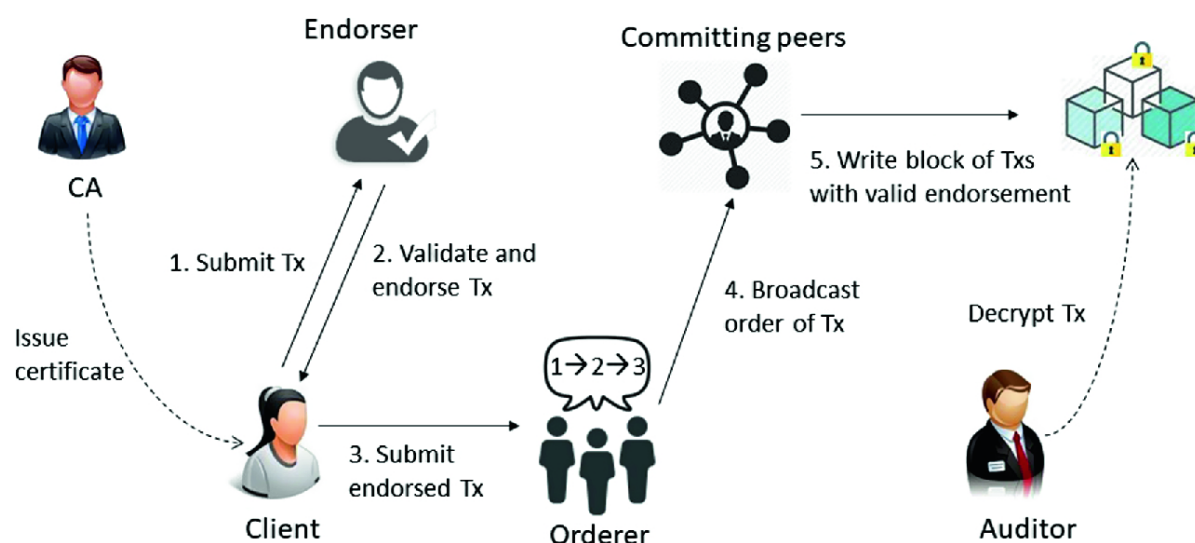 Endorser
Committing peers
CA
1. Submit Tx
2. Validate and
endorse Tx
5. Write block of Txs
with valid endorsement
4. Broadcast
order of Tx
Decrypt Tx
Issue
certificate
1→2→3
3. Submit
endorsed Tx
Client
Orderer
Auditor